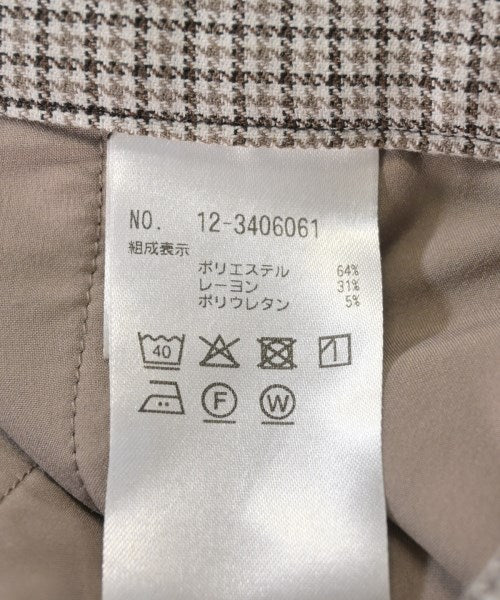 NO. 12-3406061
組成表示
ポリエステル 64%
レーヨン 31%
ポリウレタン 5%
40
F W